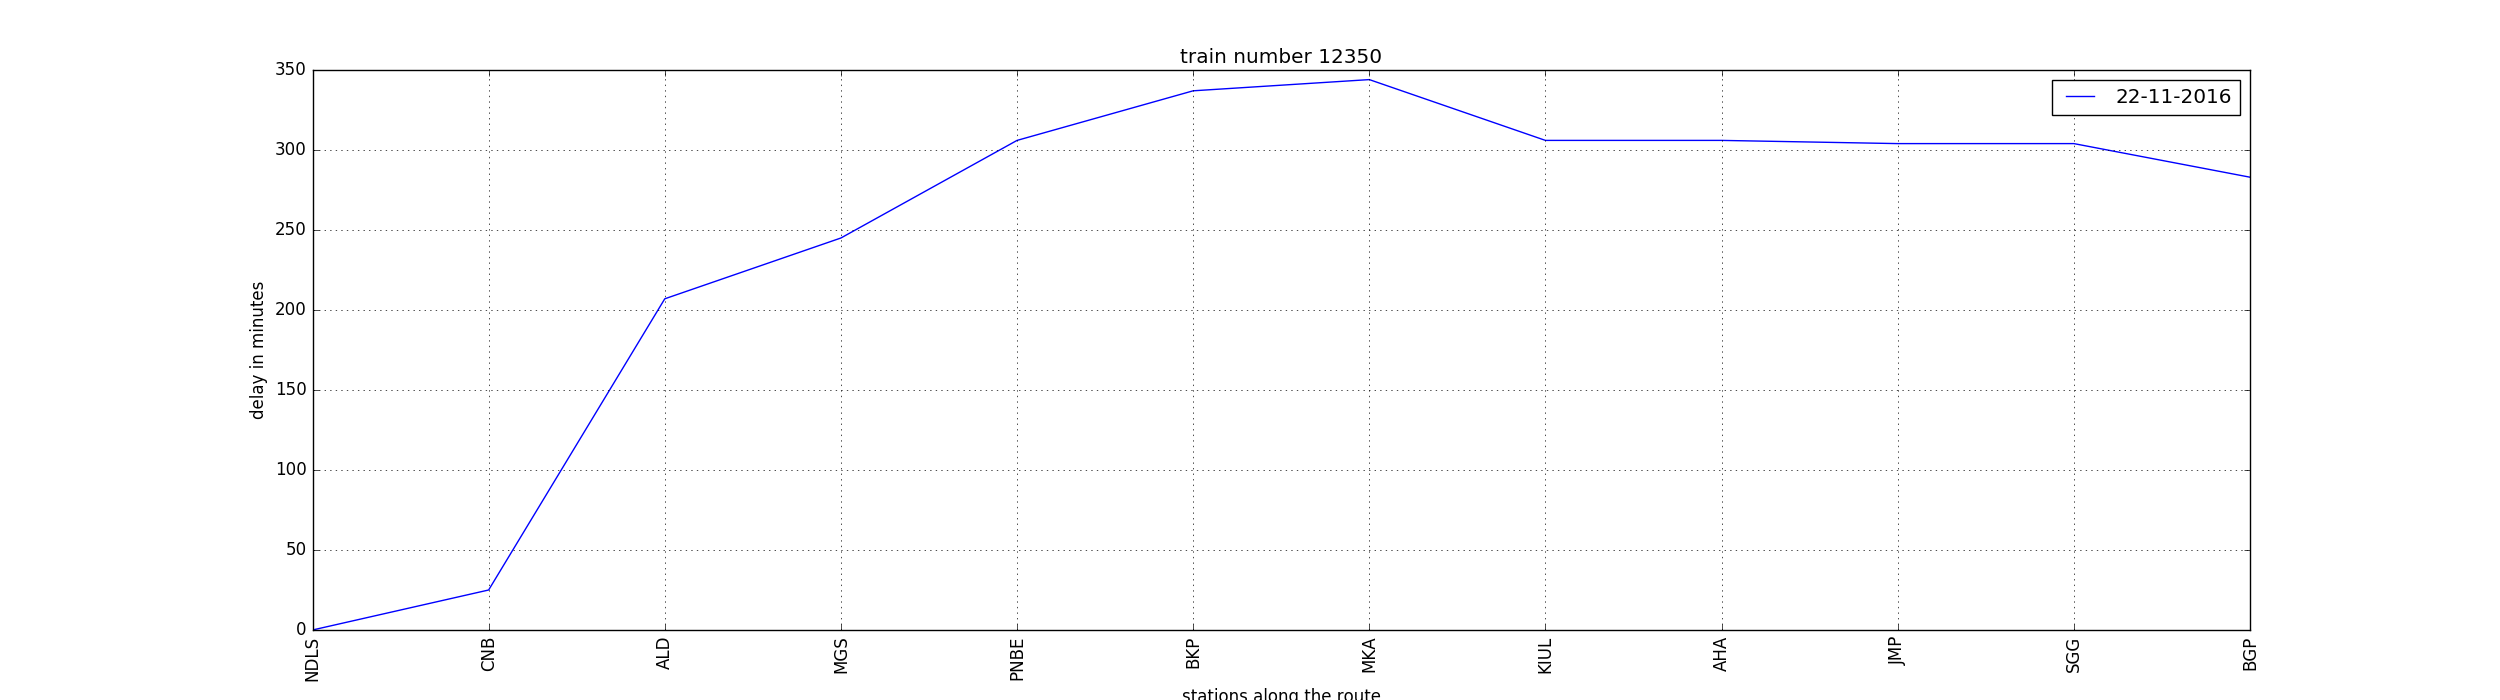 train number 12350
22-11-2016
350
300
250
200
150
100
50
0
delay in minutes
NDLS CNB ALD MGS PNBE BKP MKA KIUL AHA JMP SGG BGP
stations along the route